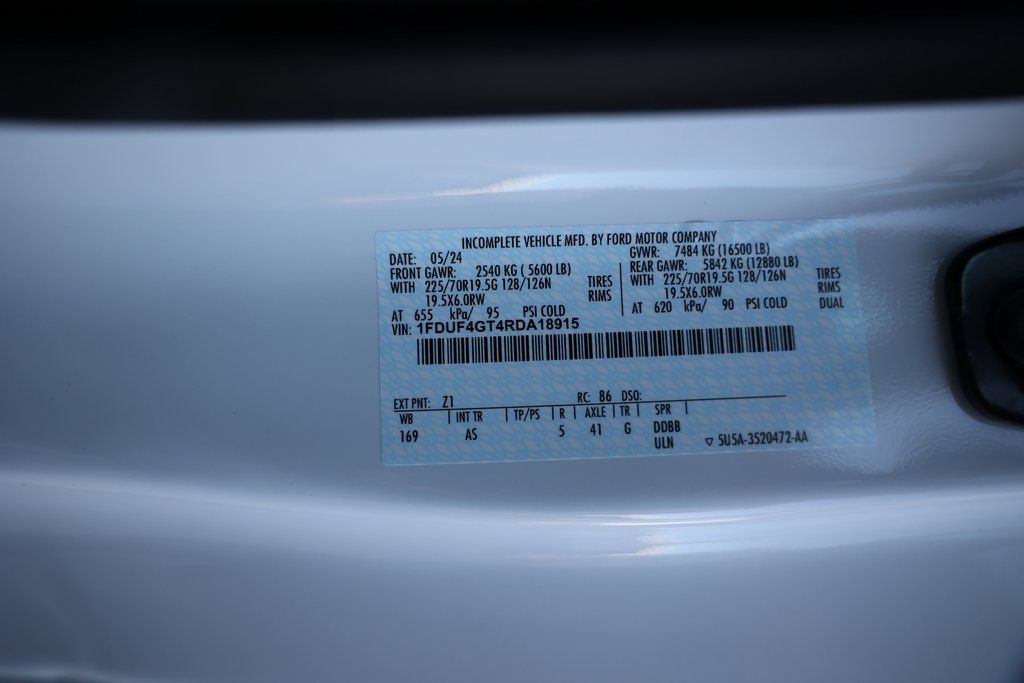 INCOMPLETE VEHICLE MFD. BY FORD MOTOR COMPANY
DATE: 05/24 GVWR: 7484 KG (16500 LB)
FRONT GAWR: 2540 KG ( 5600 LB) REAR GAWR: 5842 KG (12880 LB)
WITH 225/70R19.5G 128/126N TIRES WITH 225/70R19.5G 128/126N TIRES
19.5X6.0RW RIMS 19.5X6.0RW RIMS
AT 655 kPa/ 95 PSI COLD AT 620 kPa/ 90 PSI COLD DUAL
VIN: 1FDUF4GT4RDA18915
EXT PNT: Z1 RC: 86 DSO:
WB INT TR TP/PS R AXLE TR SPR
169 AS 5 41 G DDBB
ULN ▽ 5U5A-3520472-AA